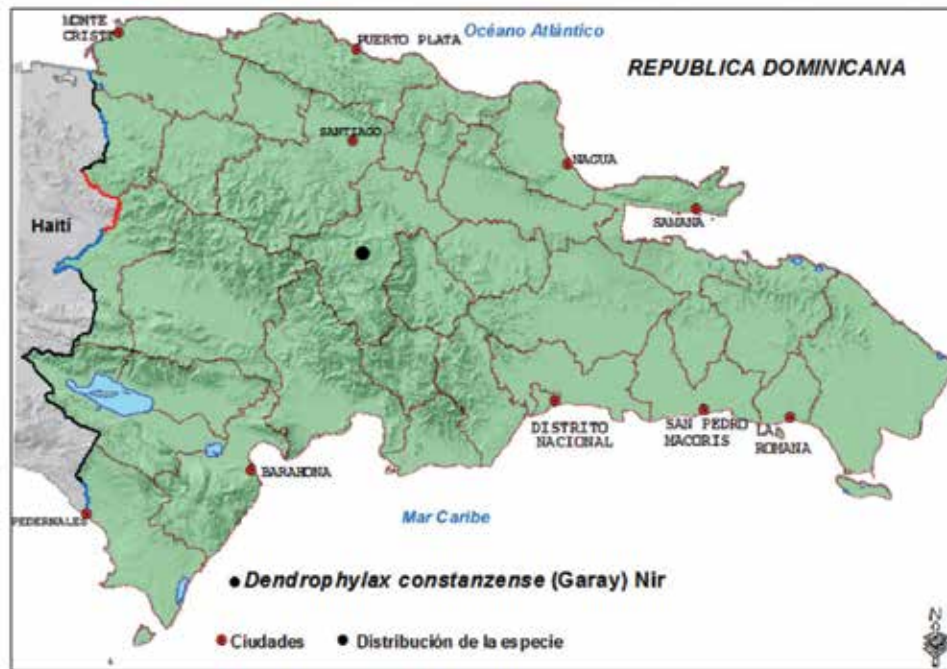 MONTE
CRISTI
PUERTO PLATA
Océano Atlántico
REPUBLICA DOMINICANA
SANTIAGO
NAGUA
SAMANA
Haití
DISTRITO
NACIONAL
SAN PEDRO
MACORIS
LA
ROMANA
BARAHONA
PEDERNALES
Mar Caribe
Dendrophylax constanzense (Garay) Nir
Ciudades
Distribución de la especie